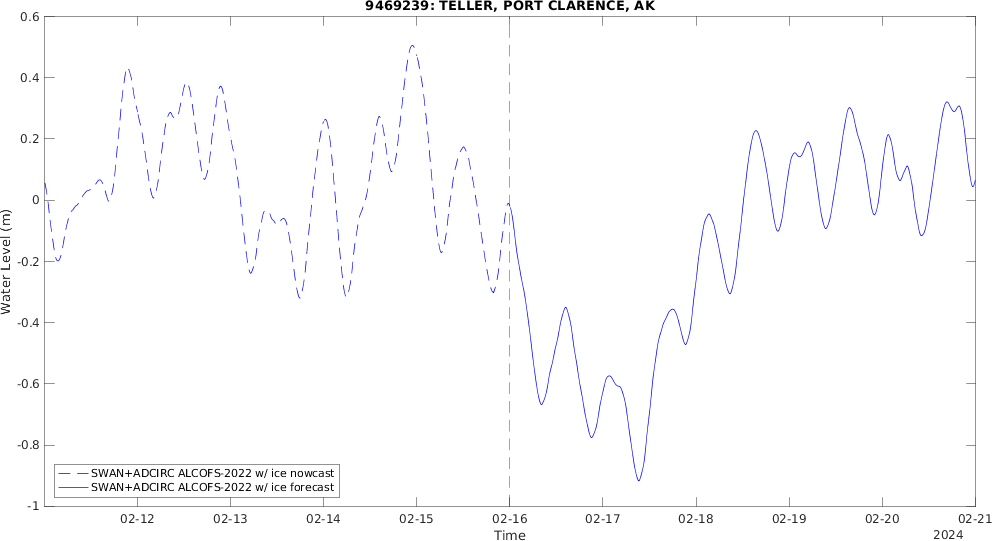 9469239: TELLER, PORT CLARENCE, AK
0.6
0.4
0.2
0
-0.2
-0.4
-0.6
-0.8
-1
Water Level (m)
SWAN+ADCIRC ALCOFS-2022 w/ ice nowcast
SWAN+ADCIRC ALCOFS-2022 w/ ice forecast
02-12 02-13 02-14 02-15 02-16 02-17 02-18 02-19 02-20 02-21
Time
2024